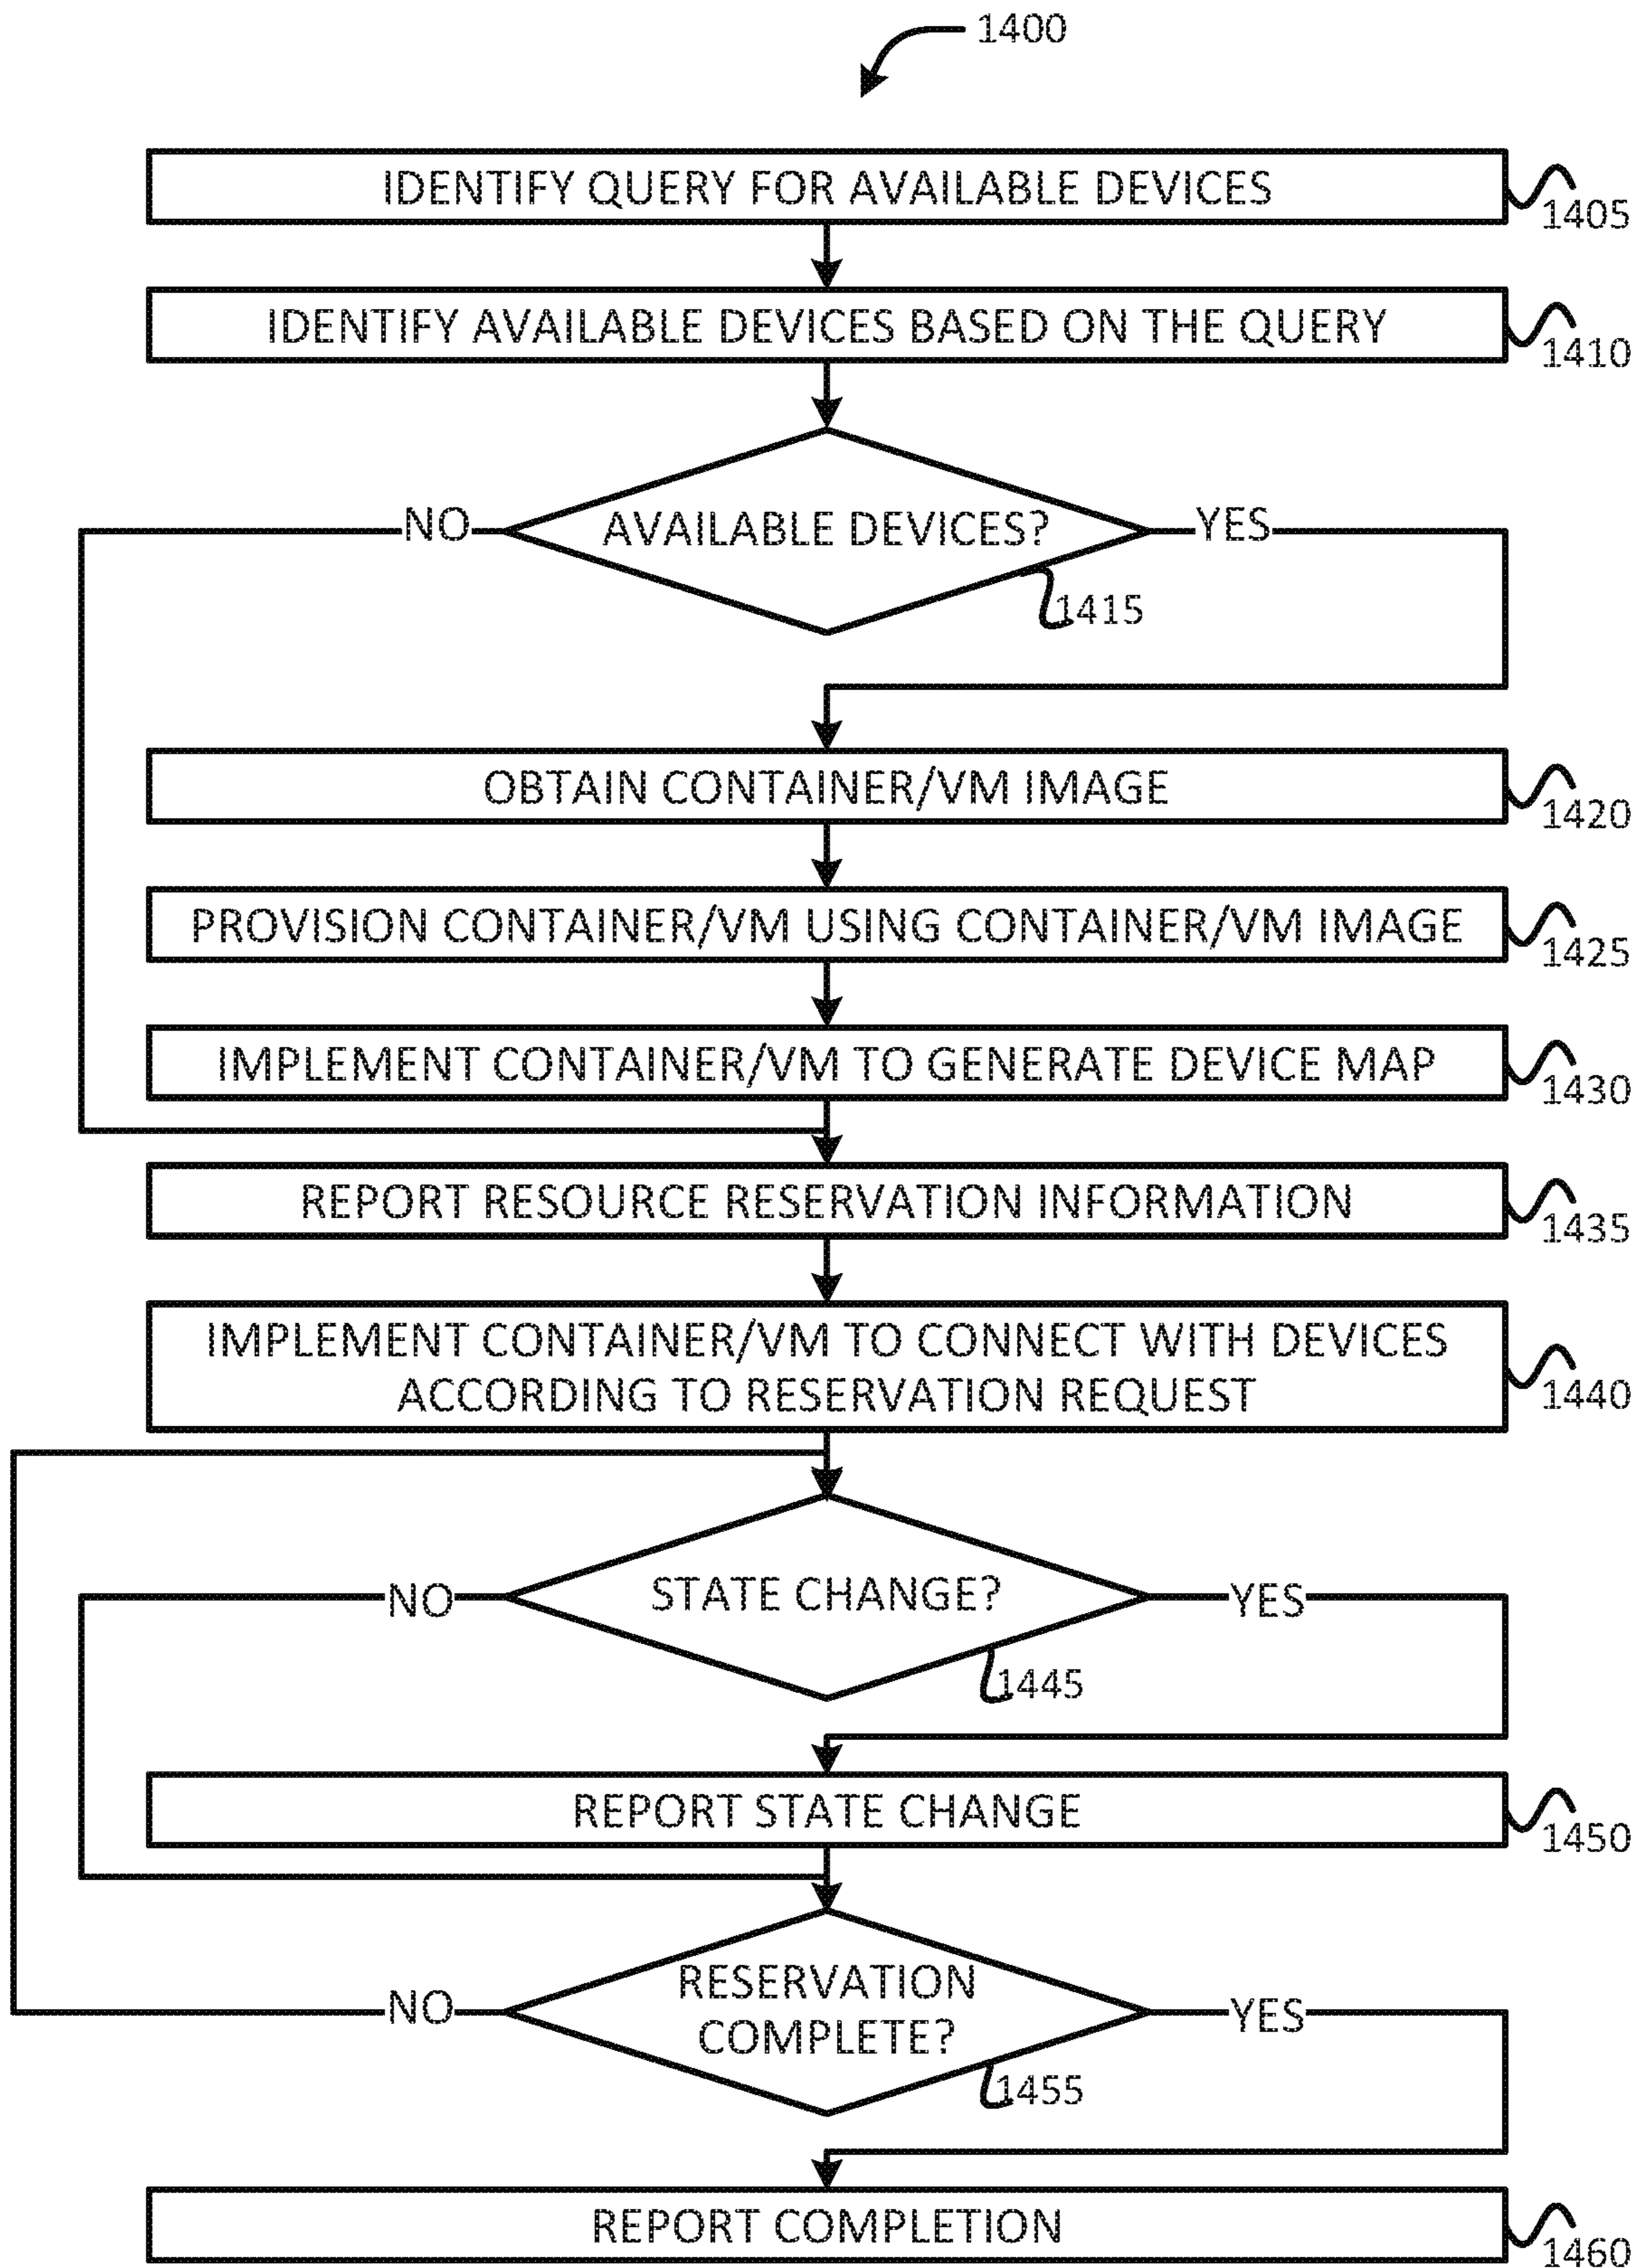 1400
IDENTIFY QUERY FOR AVAILABLE DEVICES
1405
IDENTIFY AVAILABLE DEVICES BASED ON THE QUERY
1410
NO
AVAILABLE DEVICES?
YES
1415
OBTAIN CONTAINER/VM IMAGE
1420
PROVISION CONTAINER/VM USING CONTAINER/VM IMAGE
1425
IMPLEMENT CONTAINER/VM TO GENERATE DEVICE MAP
1430
REPORT RESOURCE RESERVATION INFORMATION
1435
IMPLEMENT CONTAINER/VM TO CONNECT WITH DEVICES
ACCORDING TO RESERVATION REQUEST
1440
NO
STATE CHANGE?
YES
1445
REPORT STATE CHANGE
1450
NO
RESERVATION
COMPLETE?
YES
1455
REPORT COMPLETION
1460